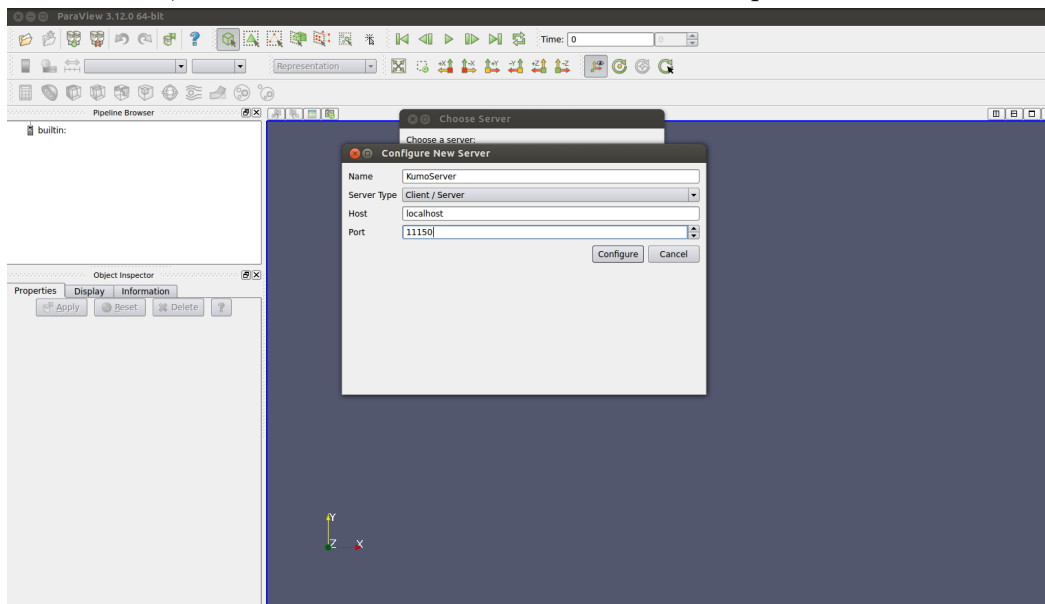 ParaView 3.12.0 64-bit
Time: 0 0
Representation
Pipeline Browser
builtin:
Choose Server
Choose a server:
Configure New Server
Name KumoServer
Server Type Client / Server
Host localhost
Port 11150
Configure Cancel
Object Inspector
Properties Display Information
Apply Reset Delete ?
Y
Z X